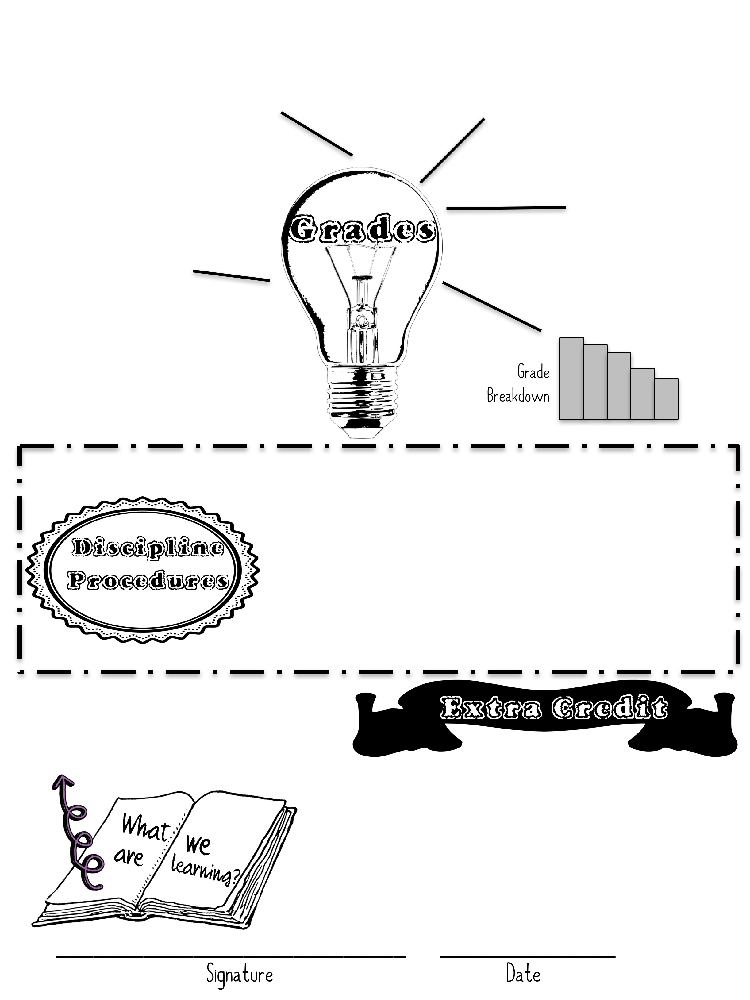 Grades
Grade
Breakdown
Discipline
Procedures
Extra Credit
What
are
we
learning?
Signature
Date